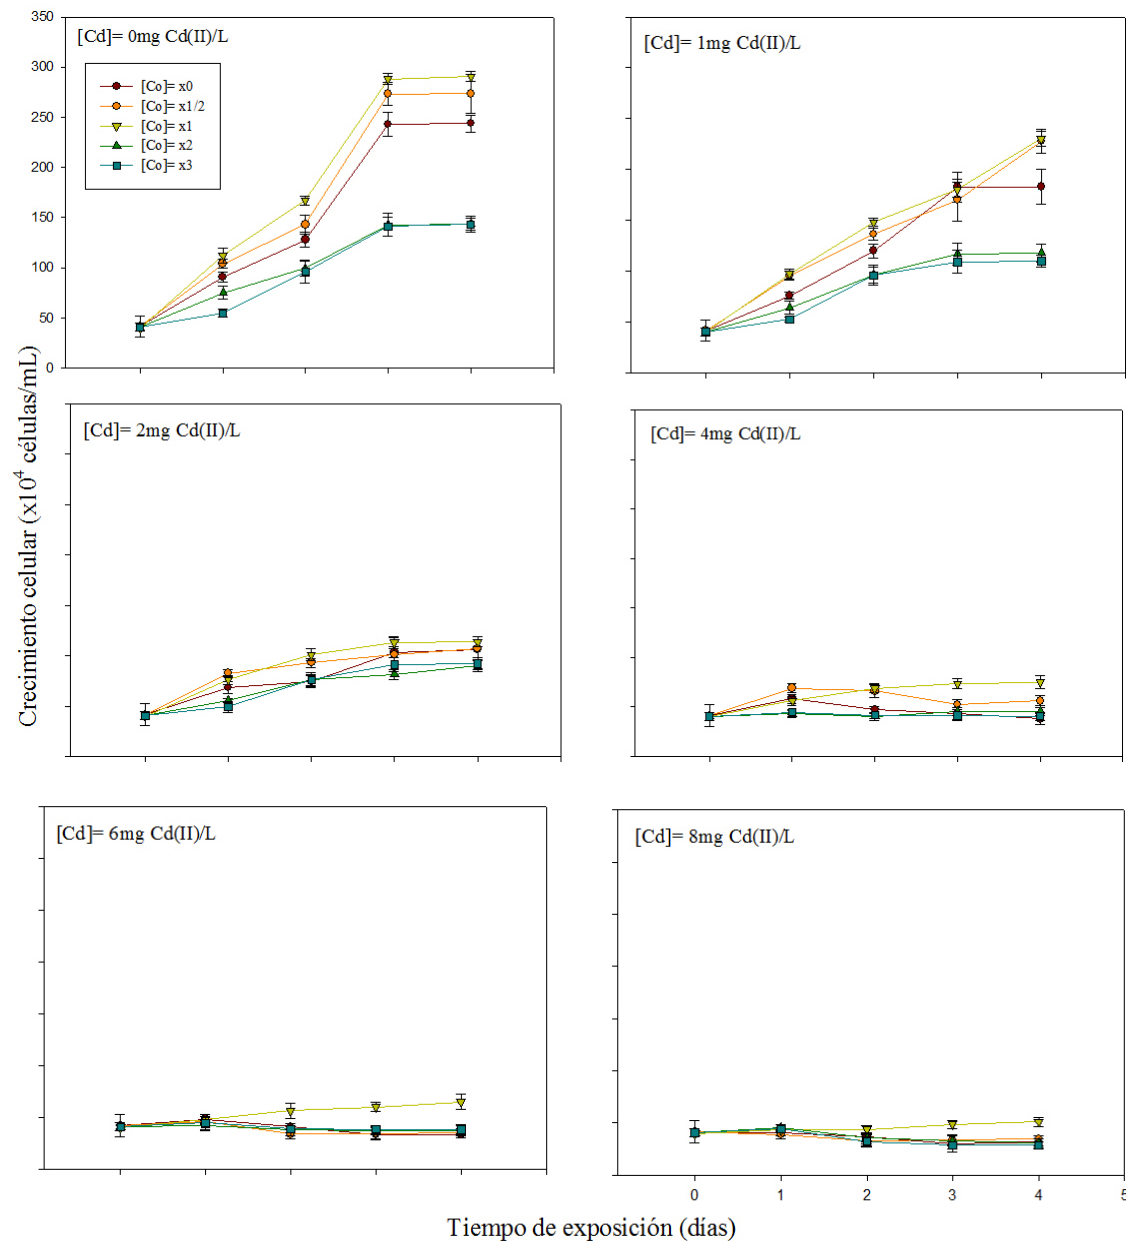 Crecimiento celular (x10⁴ células/mL)
350
300
250
200
150
100
50
0
[Cd]= 0mg Cd(II)/L
[Co]= x0
[Co]= x1/2
[Co]= x1
[Co]= x2
[Co]= x3
[Cd]= 1mg Cd(II)/L
[Cd]= 2mg Cd(II)/L
[Cd]= 4mg Cd(II)/L
[Cd]= 6mg Cd(II)/L
[Cd]= 8mg Cd(II)/L
0 1 2 3 4 5
Tiempo de exposición (días)